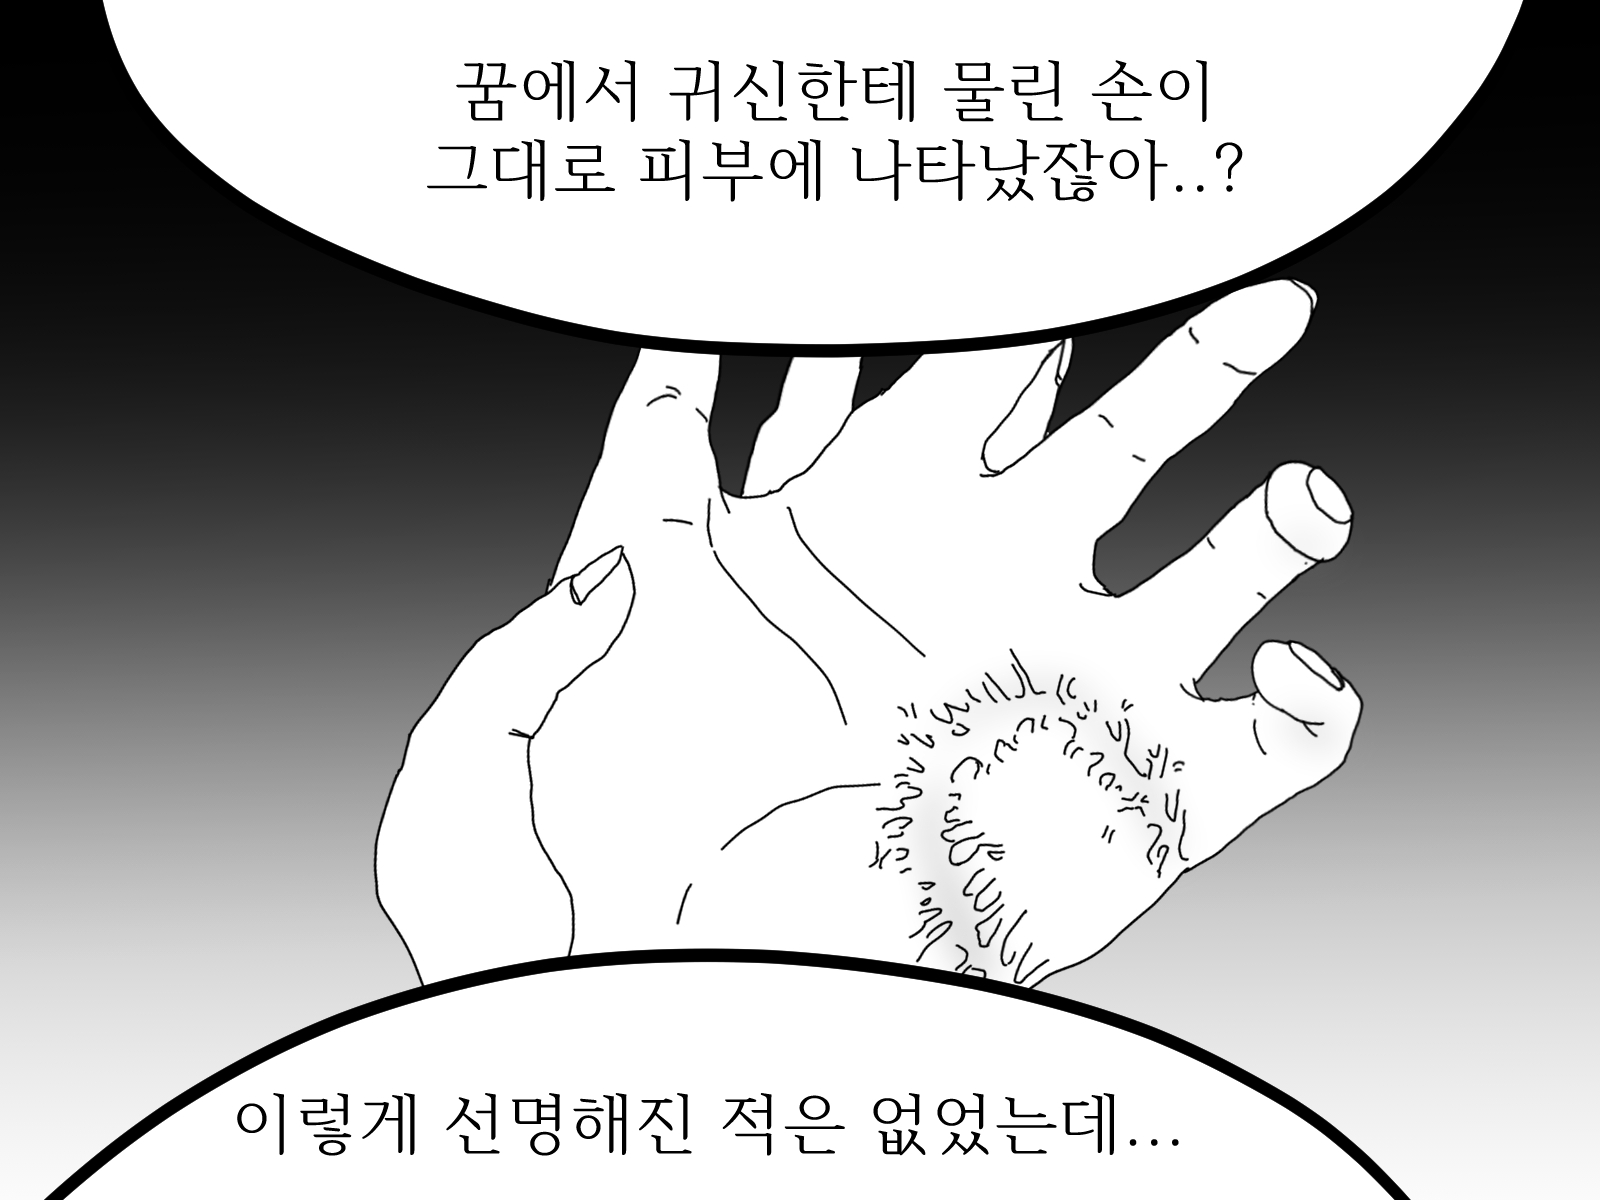 꿈에서 귀신한테 물린 손이
그대로 피부에 나타났잖아..?
이렇게 선명해진 적은 없었는데...